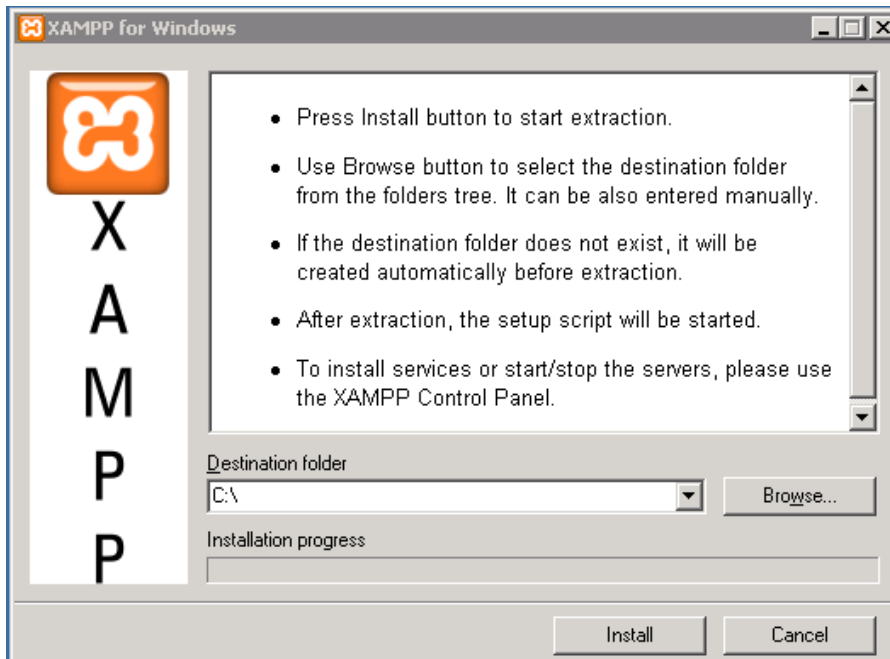 XAMPP for Windows
X
A
M
P
P
• Press Install button to start extraction.
• Use Browse button to select the destination folder
from the folders tree. It can be also entered manually.
• If the destination folder does not exist, it will be
created automatically before extraction.
• After extraction, the setup script will be started.
• To install services or start/stop the servers, please use
the XAMPP Control Panel.
Destination folder
C:\
Browse...
Installation progress
Install
Cancel